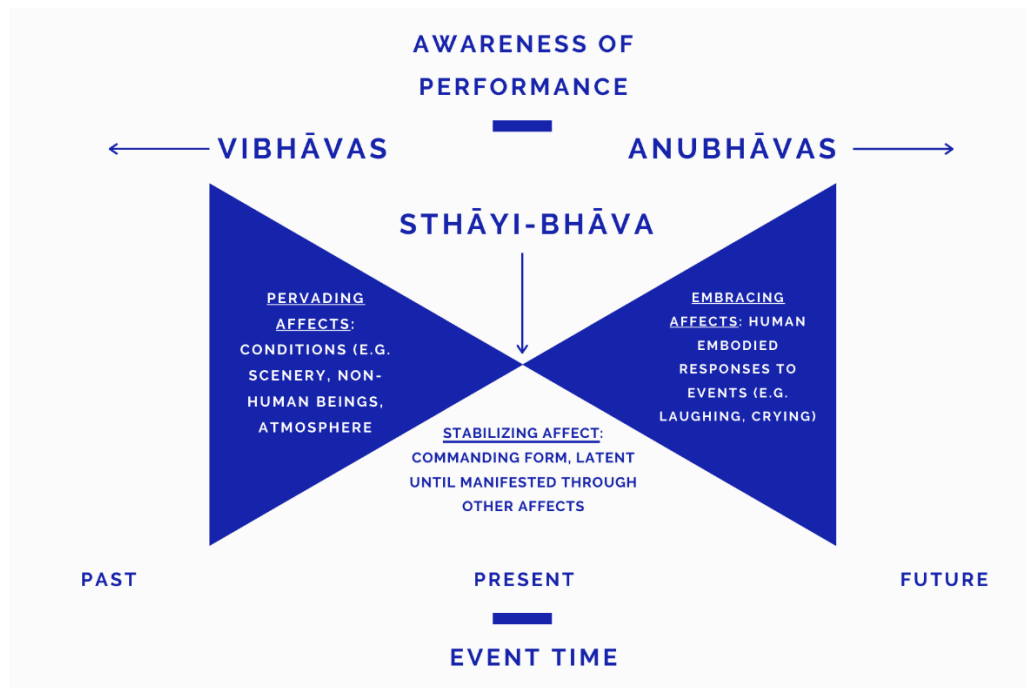 AWARENESS OF
PERFORMANCE
VIBHĀVAS
ANUBHĀVAS
STHĀYI-BHĀVA
PERVADING
AFFECTS:
CONDITIONS (E.G.
SCENERY, NON-
HUMAN BEINGS,
ATMOSPHERE
EMBRACING
AFFECTS: HUMAN
EMBODIED
RESPONSES TO
EVENTS (E.G.
LAUGHING, CRYING)
STABILIZING AFFECT:
COMMANDING FORM, LATENT
UNTIL MANIFESTED THROUGH
OTHER AFFECTS
PAST
PRESENT
FUTURE
EVENT TIME